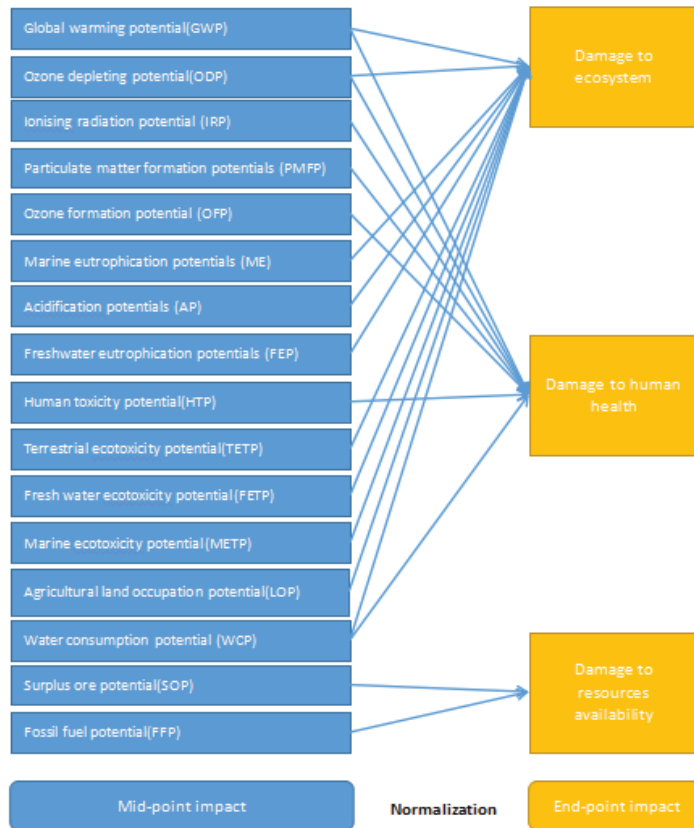 Global warming potential(GWP)
Ozone depleting potential(ODP)
Ionising radiation potential (IRP)
Particulate matter formation potentials (PMFP)
Ozone formation potential (OFP)
Marine eutrophication potentials (ME)
Acidification potentials (AP)
Freshwater eutrophication potentials (FEP)
Human toxicity potential(HTP)
Terrestrial ecotoxicity potential(TETP)
Fresh water ecotoxicity potential(FETP)
Marine ecotoxicity potential(METP)
Agricultural land occupation potential(LOP)
Water consumption potential (WCP)
Surplus ore potential(SOP)
Fossil fuel potential(FFP)
Damage to
ecosystem
Damage to human
health
Damage to
resources
availability
Mid-point impact
Normalization
End-point impact